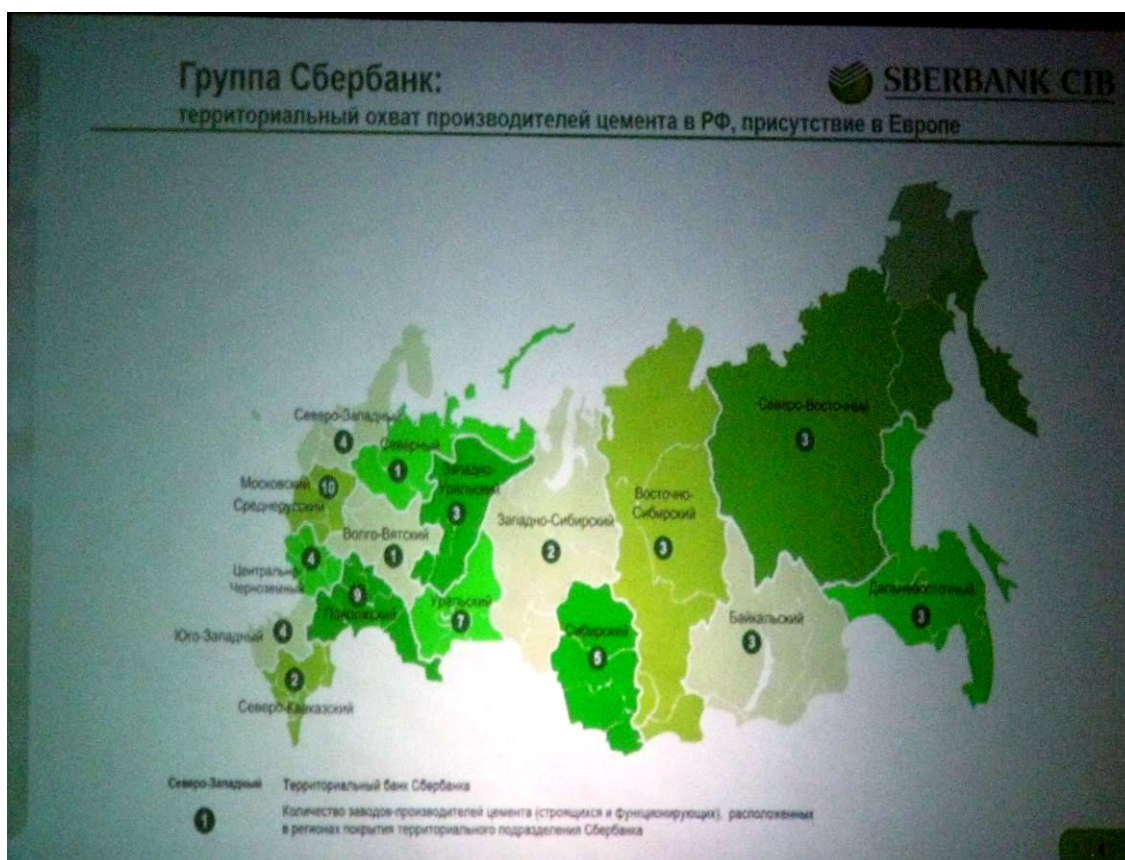 Группа Сбербанк:
SBERBANK CIB
территориальный охват производителей цемента в РФ, присутствие в Европе
Северо-Восточный
3
Северо-Западный
4
Северный
1
Западно-
Уральский
3
Московский
10
Среднерусский
Восточно-
Сибирский
3
Западно-Сибирский
2
Волго-Вятский
1
4
Центрально-
Черноземный
9
Поволжский
Уральский
7
Дальневосточный
3
Байкальский
3
Сибирский
5
Юго-Западный
4
2
Северо-Кавказский
Северо-Западный
Территориальный банк Сбербанка
1
Количество заводов-производителей цемента (строящихся и функционирующих), расположенных
в регионах покрытия территориального подразделения Сбербанка